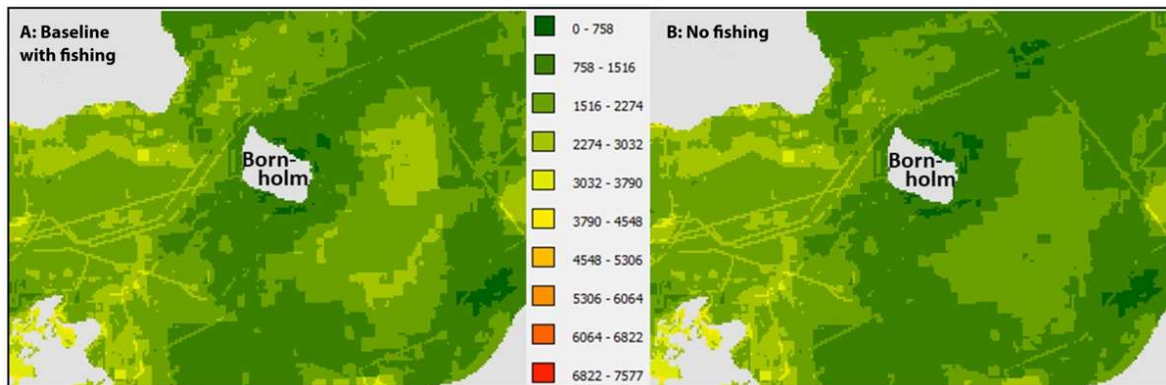 A: Baseline
with fishing
Born-
holm
0 - 758
758 - 1516
1516 - 2274
2274 - 3032
3032 - 3790
3790 - 4548
4548 - 5306
5306 - 6064
6064 - 6822
6822 - 7577
B: No fishing
Born-
holm